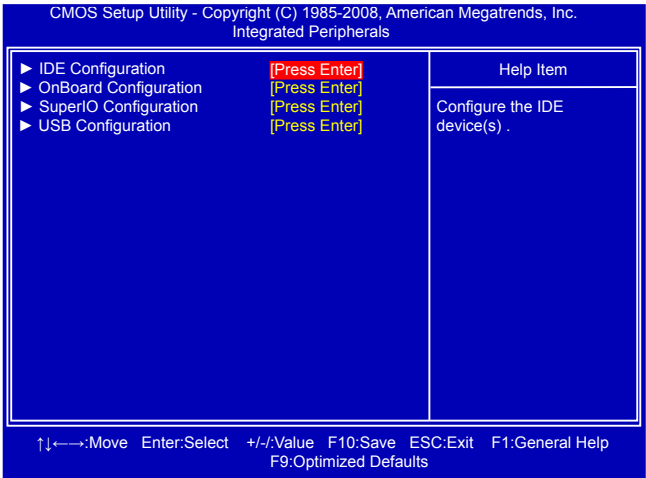 CMOS Setup Utility - Copyright (C) 1985-2008, American Megatrends, Inc.
Integrated Peripherals
► IDE Configuration [Press Enter]
► OnBoard Configuration [Press Enter]
► SuperIO Configuration [Press Enter]
► USB Configuration [Press Enter]
Help Item
Configure the IDE
device(s) .
↑↓←→:Move Enter:Select +/-/:Value F10:Save ESC:Exit F1:General Help
F9:Optimized Defaults